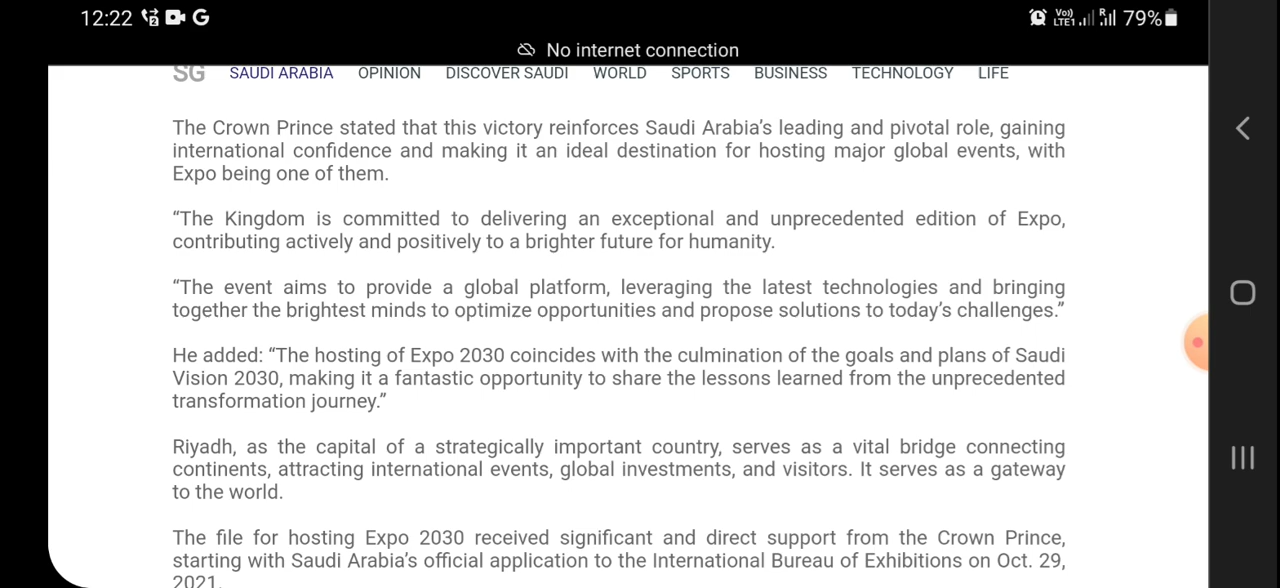 12:22 79%
No internet connection
SG SAUDI ARABIA OPINION DISCOVER SAUDI WORLD SPORTS BUSINESS TECHNOLOGY LIFE
The Crown Prince stated that this victory reinforces Saudi Arabia’s leading and pivotal role, gaining
international confidence and making it an ideal destination for hosting major global events, with
Expo being one of them.
“The Kingdom is committed to delivering an exceptional and unprecedented edition of Expo,
contributing actively and positively to a brighter future for humanity.
“The event aims to provide a global platform, leveraging the latest technologies and bringing
together the brightest minds to optimize opportunities and propose solutions to today’s challenges.”
He added: “The hosting of Expo 2030 coincides with the culmination of the goals and plans of Saudi
Vision 2030, making it a fantastic opportunity to share the lessons learned from the unprecedented
transformation journey.”
Riyadh, as the capital of a strategically important country, serves as a vital bridge connecting
continents, attracting international events, global investments, and visitors. It serves as a gateway
to the world.
The file for hosting Expo 2030 received significant and direct support from the Crown Prince,
starting with Saudi Arabia’s official application to the International Bureau of Exhibitions on Oct. 29,
2021.